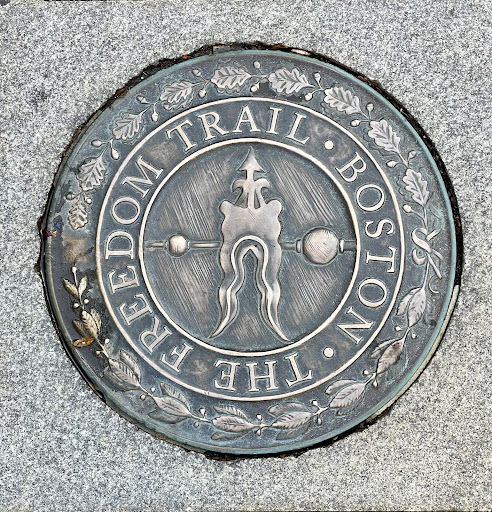 THE FREEDOM TRAIL · BOSTON ·